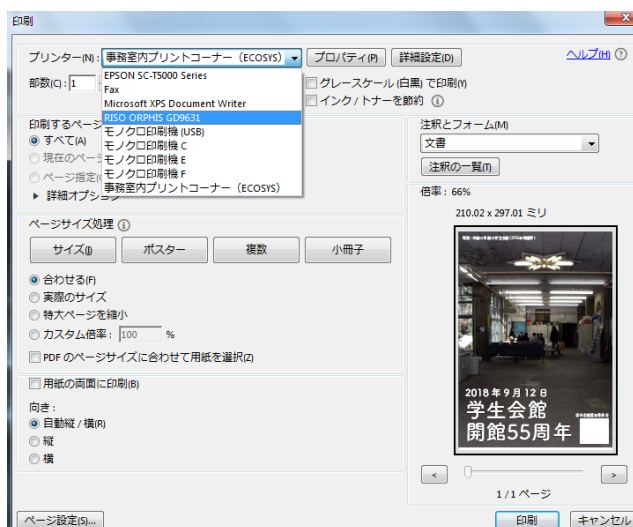 印刷
プリンター(N): 事務室内プリントコーナー（ECOSYS） プロパティ(P) 詳細設定(D) ヘルプ(H)
部数(C): 1 グレースケール (白黒) で印刷(Y)
インク / トナーを節約
EPSON SC-T5000 Series
Fax
Microsoft XPS Document Writer
RISO ORPHIS GD9631
モノクロ印刷機 (USB)
モノクロ印刷機 C
モノクロ印刷機 E
モノクロ印刷機 F
事務室内プリントコーナー（ECOSYS）
印刷するページ
すべて(A)
現在のペー
ページ指定
詳細オプション
ページサイズ処理
サイズ(I) ポスター 複数 小冊子
合わせる(F)
実際のサイズ
特大ページを縮小
カスタム倍率： 100 %
PDF のページサイズに合わせて用紙を選択(Z)
用紙の両面に印刷(B)
向き：
自動縦 / 横(R)
縦
横
注釈とフォーム(M)
文書
注釈の一覧(T)
倍率： 66%
210.02 x 297.01 ミリ
2018年9月12日
学生会館
開館55周年
< >
1 / 1 ページ
ページ設定(S)... 印刷 キャンセル